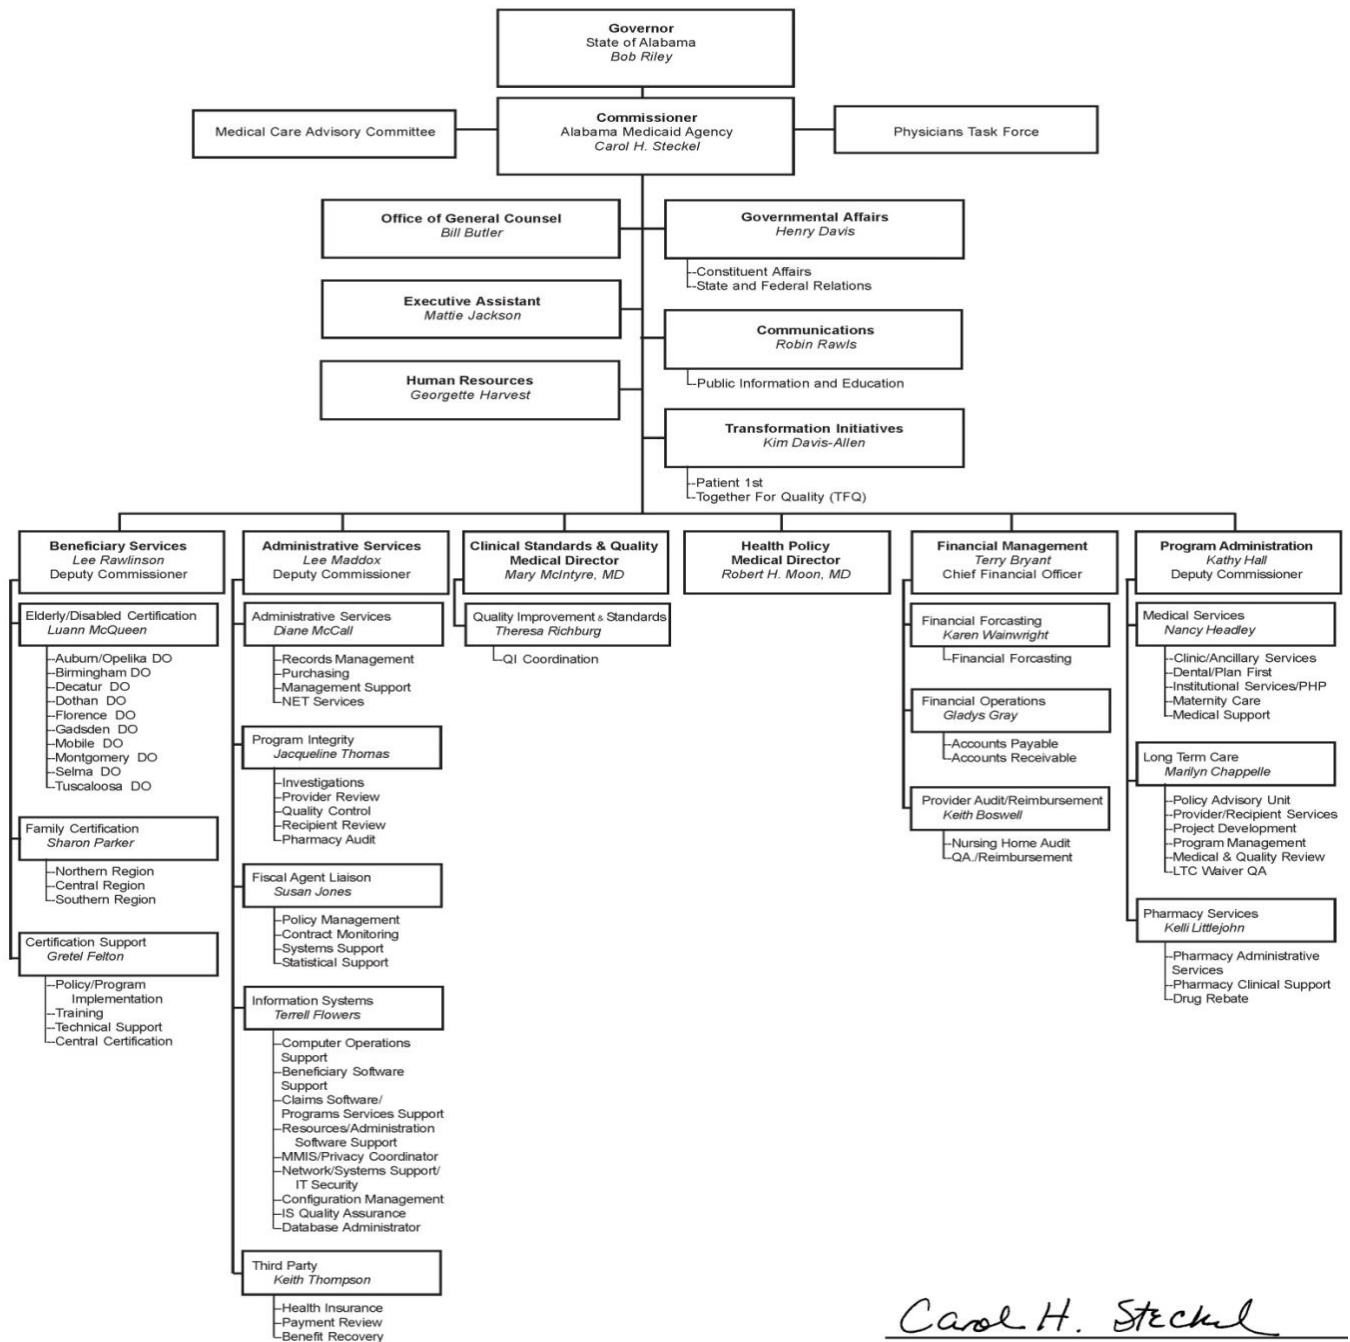 Governor
State of Alabama
Bob Riley
Medical Care Advisory Committee
Commissioner
Alabama Medicaid Agency
Carol H. Steckel
Physicians Task Force
Office of General Counsel
Bill Butler
Governmental Affairs
Henry Davis
Constituent Affairs
State and Federal Relations
Executive Assistant
Mattie Jackson
Communications
Robin Rawls
Public Information and Education
Human Resources
Georgette Harvest
Transformation Initiatives
Kim Davis-Allen
Patient 1st
Together For Quality (TFQ)
Beneficiary Services
Lee Rawlinson
Deputy Commissioner
Elderly/Disabled Certification
Luann McQueen
Auburn/Opelika DO
Birmingham DO
Decatur DO
Dothan DO
Florence DO
Gadsden DO
Mobile DO
Montgomery DO
Selma DO
Tuscaloosa DO
Family Certification
Sharon Parker
Northern Region
Central Region
Southern Region
Certification Support
Gretel Felton
Policy/Program
Implementation
Training
Technical Support
Central Certification
Administrative Services
Lee Maddox
Deputy Commissioner
Administrative Services
Diane McCall
Records Management
Purchasing
Management Support
NET Services
Program Integrity
Jacqueline Thomas
Investigations
Provider Review
Quality Control
Recipient Review
Pharmacy Audit
Fiscal Agent Liaison
Susan Jones
Policy Management
Contract Monitoring
Systems Support
Statistical Support
Information Systems
Terrell Flowers
Computer Operations
Support
Beneficiary Software
Support
Claims Software/
Programs Services Support
Resources/Administration
Software Support
MMIS/Privacy Coordinator
Network/Systems Support/
IT Security
Configuration Management
IS Quality Assurance
Database Administrator
Third Party
Keith Thompson
Health Insurance
Payment Review
Benefit Recovery
Clinical Standards & Quality
Medical Director
Mary McIntyre, MD
Quality Improvement & Standards
Theresa Richburg
QI Coordination
Health Policy
Medical Director
Robert H. Moon, MD
Financial Management
Terry Bryant
Chief Financial Officer
Financial Forcasting
Karen Wainwright
Financial Forcasting
Financial Operations
Gladys Gray
Accounts Payable
Accounts Receivable
Provider Audit/Reimbursement
Keith Boswell
Nursing Home Audit
QA./Reimbursement
Program Administration
Kathy Hall
Deputy Commissioner
Medical Services
Nancy Headley
Clinic/Ancillary Services
Dental/Plan First
Institutional Services/PHP
Maternity Care
Medical Support
Long Term Care
Marilyn Chappelle
Policy Advisory Unit
Provider/Recipient Services
Project Development
Program Management
Medical & Quality Review
LTC Waiver QA
Pharmacy Services
Kelli Littlejohn
Pharmacy Administrative
Services
Pharmacy Clinical Support
Drug Rebate
Carol H. Steckel